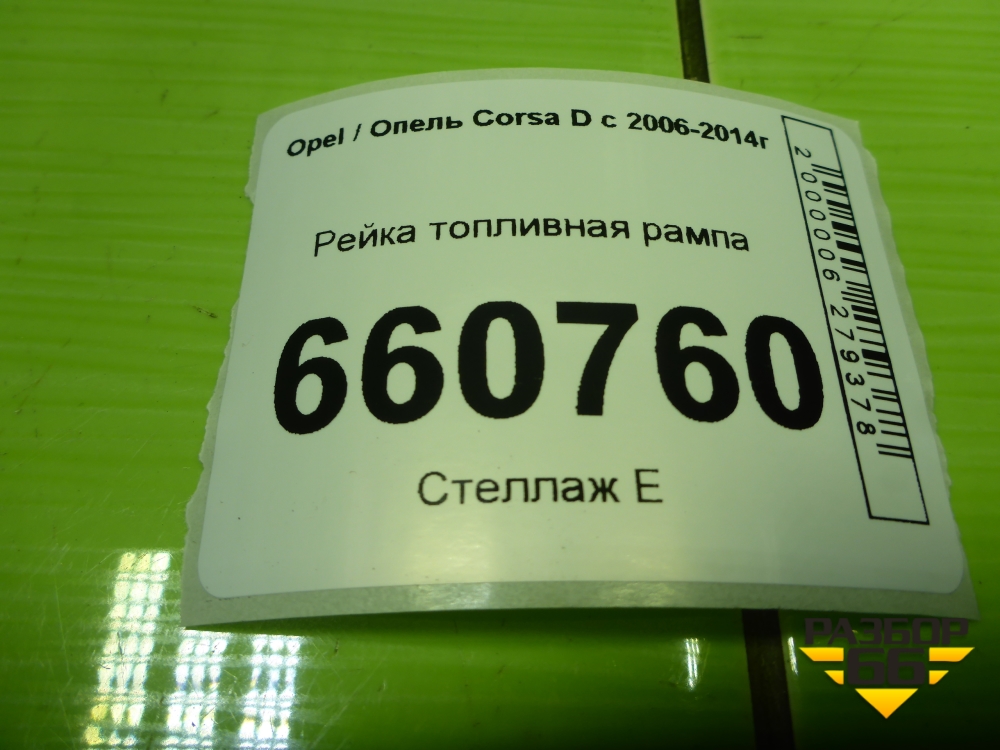 Opel / Опель Corsa D с 2006-2014г
Рейка топливная рампа
660760
Стеллаж Е
2000006279378
РАЗБОР
66